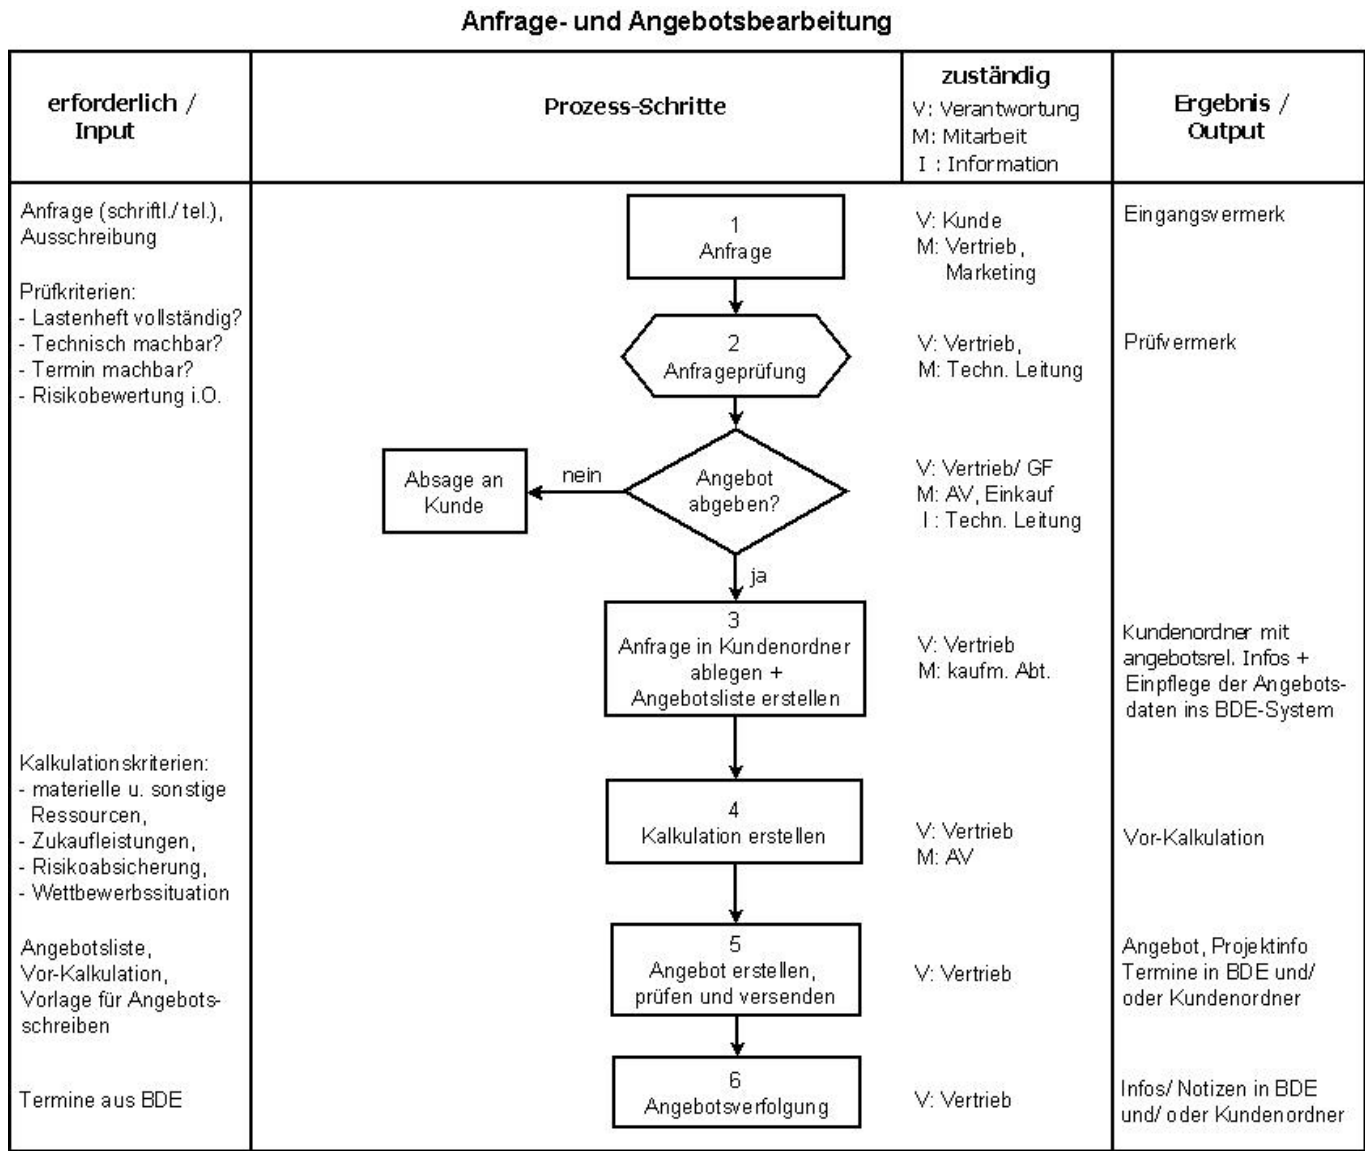 Anfrage- und Angebotsbearbeitung
erforderlich /
Input
Prozess-Schritte
zuständig
V: Verantwortung
M: Mitarbeit
I : Information
Ergebnis /
Output
Anfrage (schriftl./ tel.),
Ausschreibung
1
Anfrage
V: Kunde
M: Vertrieb,
Marketing
Eingangsvermerk
Prüfkriterien:
- Lastenheft vollständig?
- Technisch machbar?
- Termin machbar?
- Risikobewertung i.O.
2
Anfrageprüfung
V: Vertrieb,
M: Techn. Leitung
Prüfvermerk
Absage an
Kunde
nein
Angebot
abgeben?
ja
V: Vertrieb/ GF
M: AV, Einkauf
I : Techn. Leitung
3
Anfrage in Kundenordner
ablegen +
Angebotsliste erstellen
V: Vertrieb
M: kaufm. Abt.
Kundenordner mit
angebotsrel. Infos +
Einpflege der Angebots-
daten ins BDE-System
Kalkulationskriterien:
- materielle u. sonstige
Ressourcen,
- Zukaufleistungen,
- Risikoabsicherung,
- Wettbewerbssituation
4
Kalkulation erstellen
V: Vertrieb
M: AV
Vor-Kalkulation
Angebotsliste,
Vor-Kalkulation,
Vorlage für Angebots-
schreiben
5
Angebot erstellen,
prüfen und versenden
V: Vertrieb
Angebot, Projektinfo
Termine in BDE und/
oder Kundenordner
Termine aus BDE
6
Angebotsverfolgung
V: Vertrieb
Infos/ Notizen in BDE
und/ oder Kundenordner